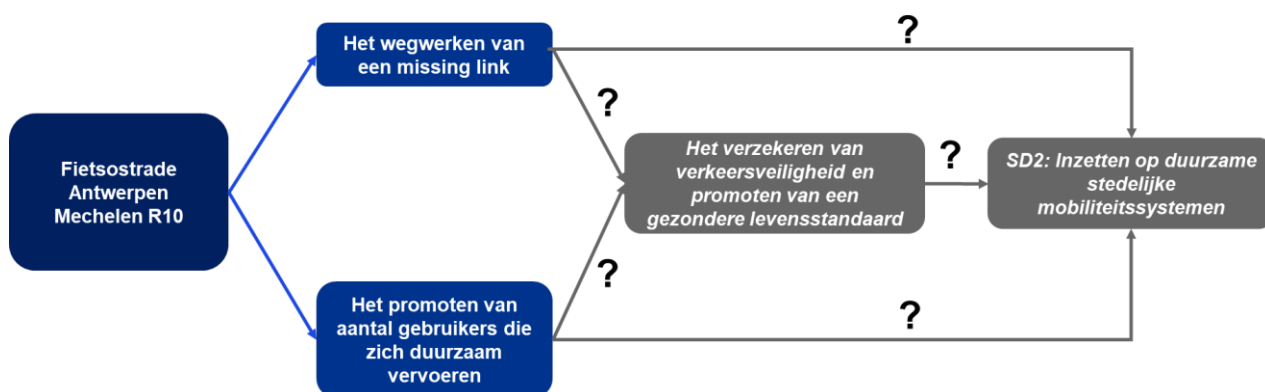 Fietsostrade
Antwerpen
Mechelen R10
Het wegwerken van
een missing link
Het promoten van
aantal gebruikers die
zich duurzaam
vervoeren
?
?
?
Het verzekeren van
verkeersveiligheid en
promoten van een
gezondere levensstandaard
?
?
SD2: Inzetten op duurzame
stedelijke
mobiliteitssystemen